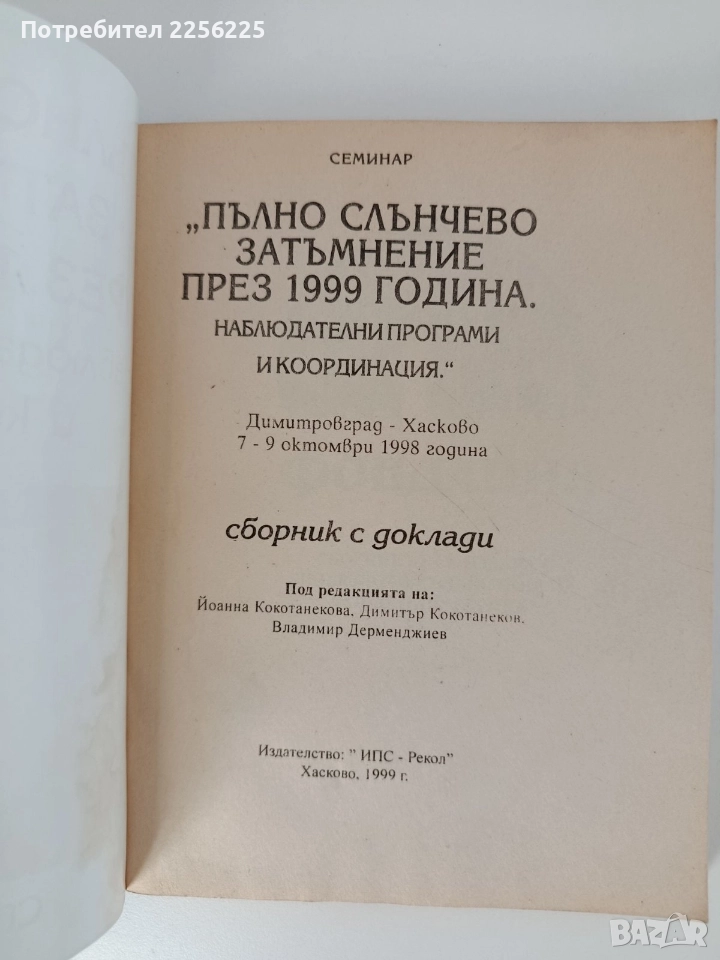 Потребител 2256225
СЕМИНАР
„ПЪЛНО СЛЪНЧЕВО
ЗАТЪМНЕНИЕ
ПРЕЗ 1999 ГОДИНА.
НАБЛЮДАТЕЛНИ ПРОГРАМИ
И КООРДИНАЦИЯ.“
Димитровград - Хасково
7 - 9 октомври 1998 година
сборник с доклади
Под редакцията на:
Йоанна Кокотанекова, Димитър Кокотанеков,
Владимир Дерменджиев
Издателство: " ИПС - Рекол"
Хасково, 1999 г.
BAZAR